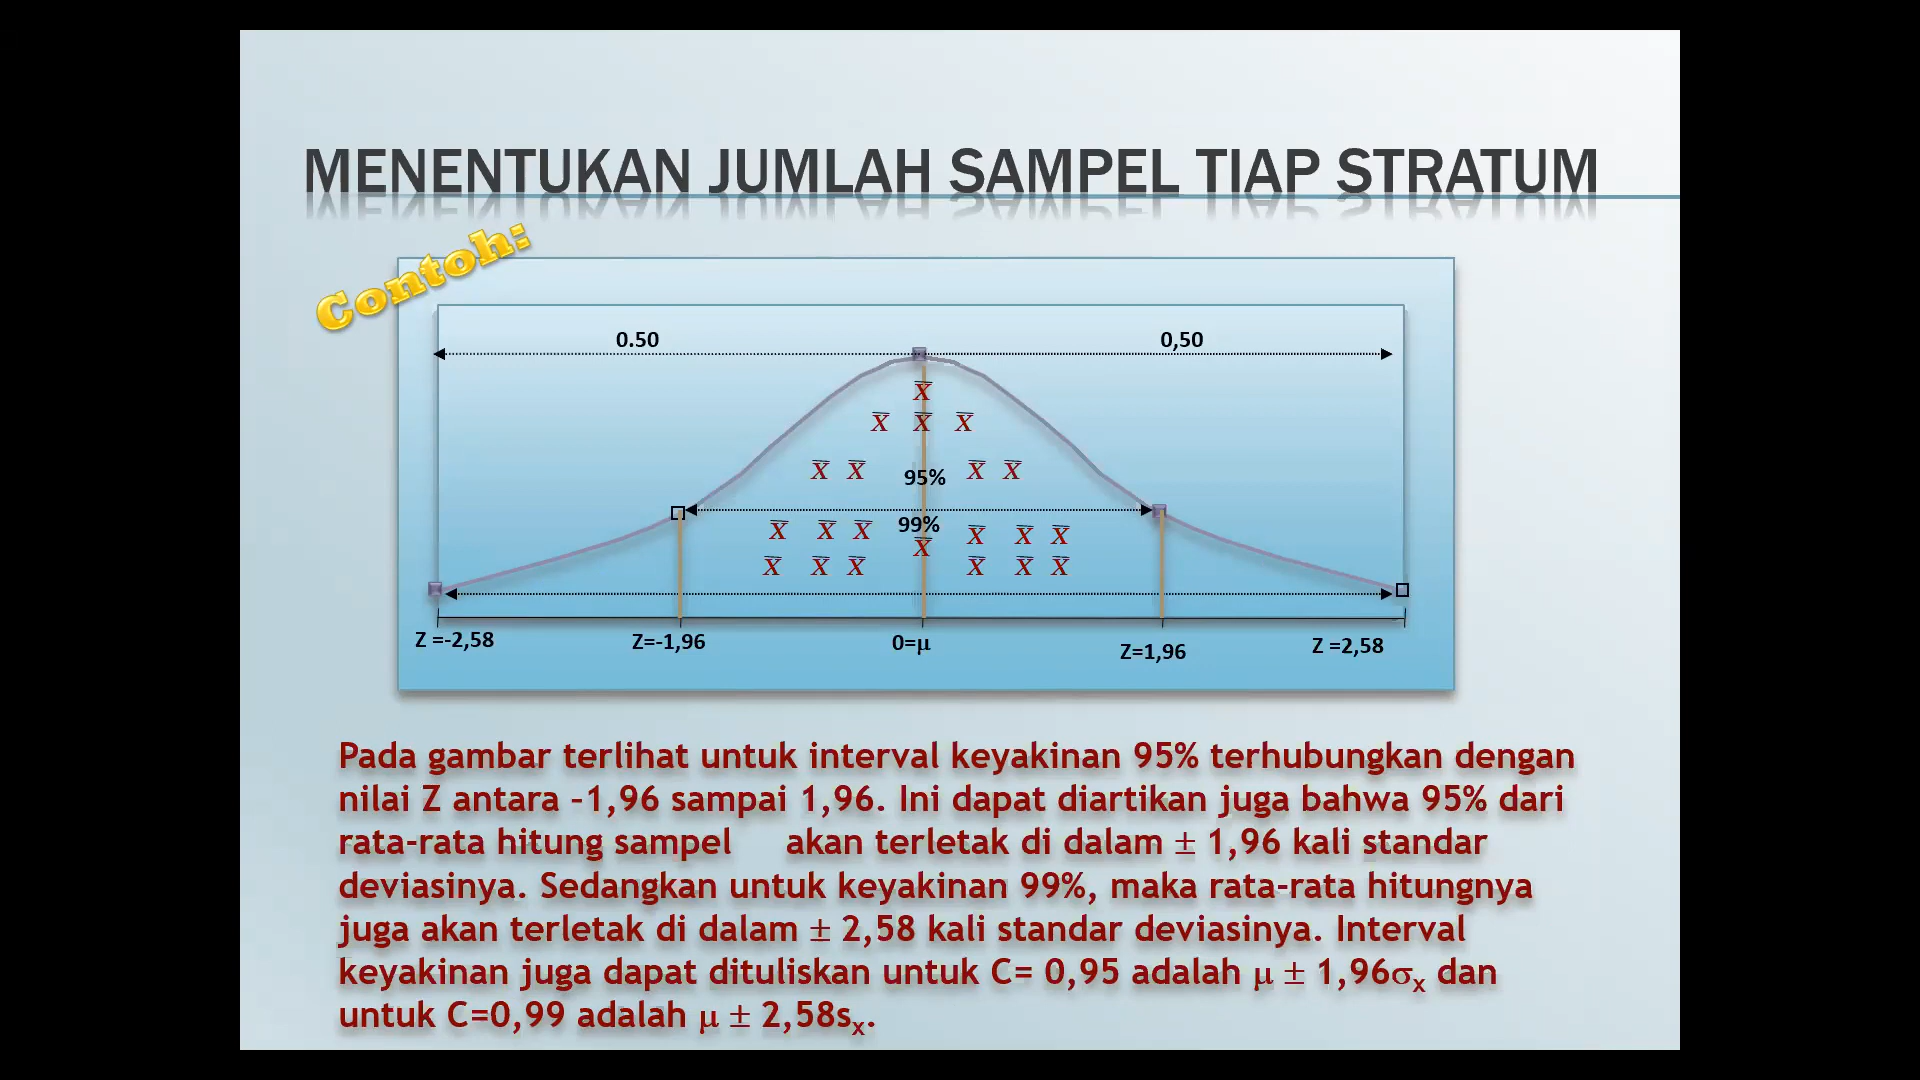 MENENTUKAN JUMLAH SAMPEL TIAP STRATUM
Contoh:
0.50 0,50
X̅
X̅ X̅ X̅
X̅ X̅ 95% X̅ X̅
99%
X̅ X̅ X̅ X̅ X̅ X̅ X̅
X̅ X̅ X̅ X̅ X̅ X̅
Z =-2,58 Z=-1,96 0=μ Z=1,96 Z =2,58
Pada gambar terlihat untuk interval keyakinan 95% terhubungkan dengan
nilai Z antara –1,96 sampai 1,96. Ini dapat diartikan juga bahwa 95% dari
rata-rata hitung sampel akan terletak di dalam ± 1,96 kali standar
deviasinya. Sedangkan untuk keyakinan 99%, maka rata-rata hitungnya
juga akan terletak di dalam ± 2,58 kali standar deviasinya. Interval
keyakinan juga dapat dituliskan untuk C= 0,95 adalah μ ± 1,96σx dan
untuk C=0,99 adalah μ ± 2,58sx.